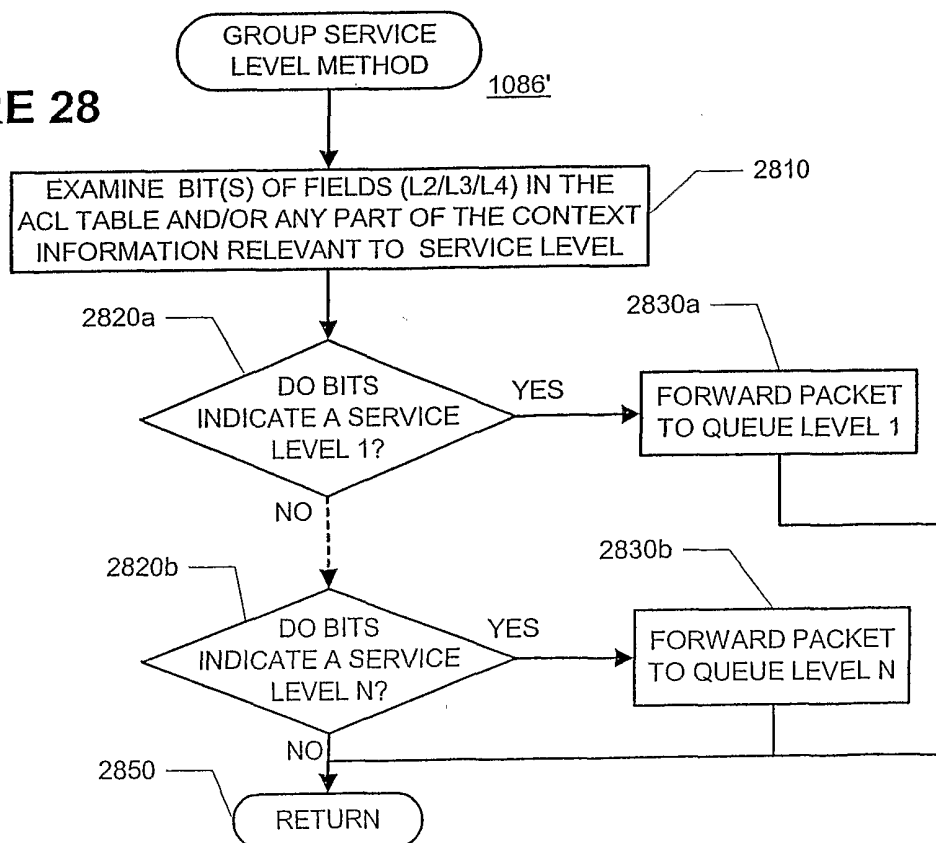 GROUP SERVICE
LEVEL METHOD
1086'
RE 28
EXAMINE BIT(S) OF FIELDS (L2/L3/L4) IN THE
ACL TABLE AND/OR ANY PART OF THE CONTEXT
INFORMATION RELEVANT TO SERVICE LEVEL
2810
2820a
2830a
DO BITS
INDICATE A SERVICE
LEVEL 1?
YES
FORWARD PACKET
TO QUEUE LEVEL 1
NO
2820b
2830b
DO BITS
INDICATE A SERVICE
LEVEL N?
YES
FORWARD PACKET
TO QUEUE LEVEL N
NO
2850
RETURN